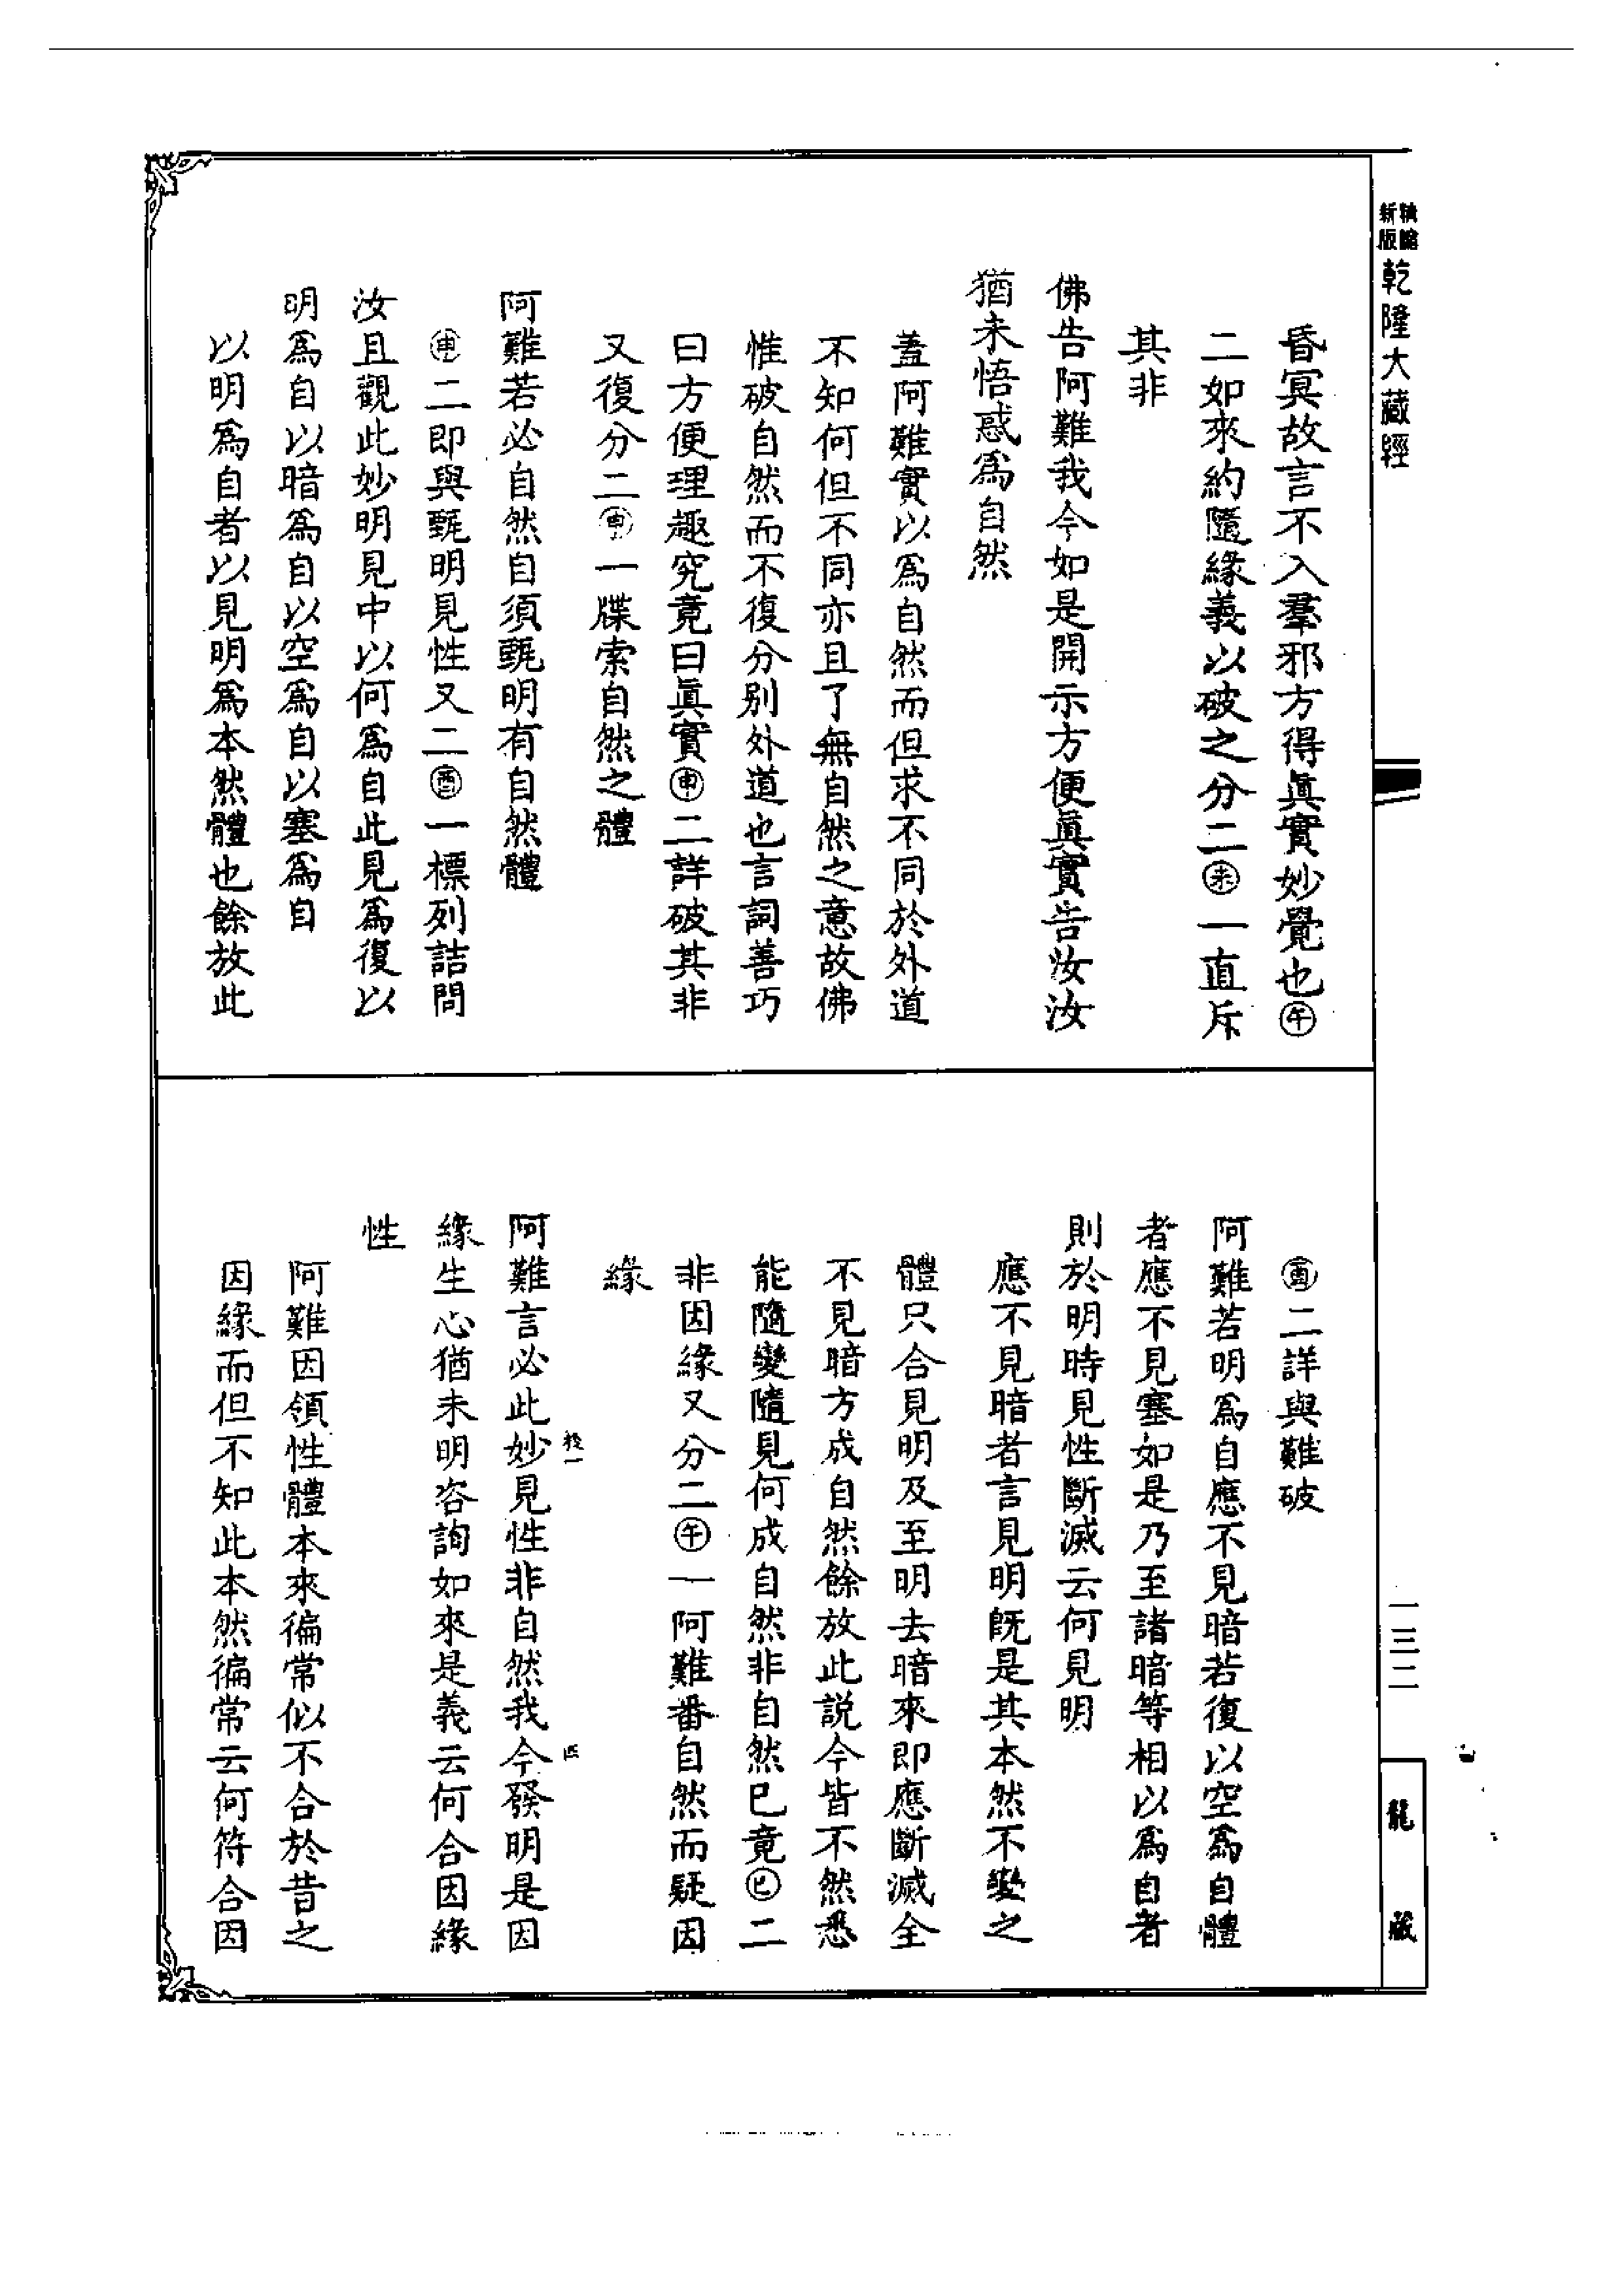 新版
乾隆大藏經
昏冥故言不入羣邪方得眞實妙覺也㊌午
二如來約隨緣義以破之分二未一直斥
其非
佛告阿難我今如是開示方便眞實告汝汝
猶未悟惑爲自然
蓋阿難實以爲自然而但求不同於外道
不知何但不同亦且了無自然之意故佛
惟破自然而不復分別外道也言詞善巧
曰方便理趣究竟曰眞實申二詳破其非
又復分二申一牒索自然之體
阿難若必自然自須甄明有自然體
申二即與甄明見性又二酉一標列詰問
汝且觀此妙明見中以何爲自此見爲復以
明爲自以暗爲自以空爲自以塞爲自
以明爲自者以見明爲本然體也餘放此
酉二詳與難破
阿難若明爲自應不見暗若復以空爲自體
者應不見塞如是乃至諸暗等相以爲自者
則於明時見性斷滅云何見明
應不見暗者言見明旣是其本然不變之
體只合見明及至明去暗來即應斷滅全
不見暗方成自然餘放此説今皆不然悉
能隨變隨見何成自然非自然已竟巳二
非因緣又分二午一阿難番自然而疑因
緣
阿難言必此妙見性非自然我今發明是因
緣生心猶未明咨詢如來是義云何合因緣
性
阿難因領性體本來徧常似不合於昔之
因緣而但不知此本然徧常云何符合因
一三二
龍藏